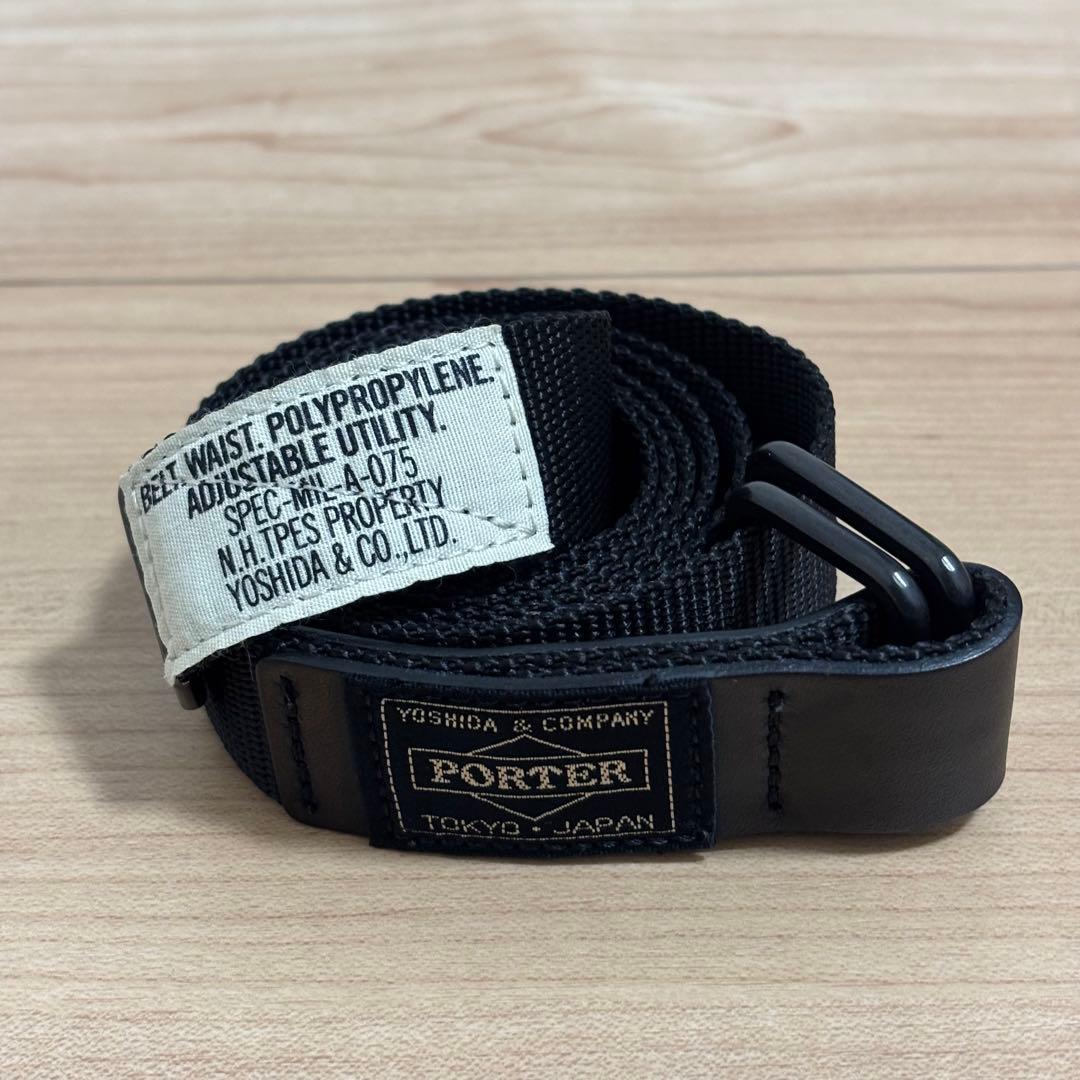 BELT, WAIST. POLYPROPYLENE.
ADJUSTABLE UTILITY.
SPEC-MIL-A-075
N.H.TPES PROPERTY
YOSHIDA & CO.,LTD.
YOSHIDA & COMPANY
PORTER
TOKYO · JAPAN